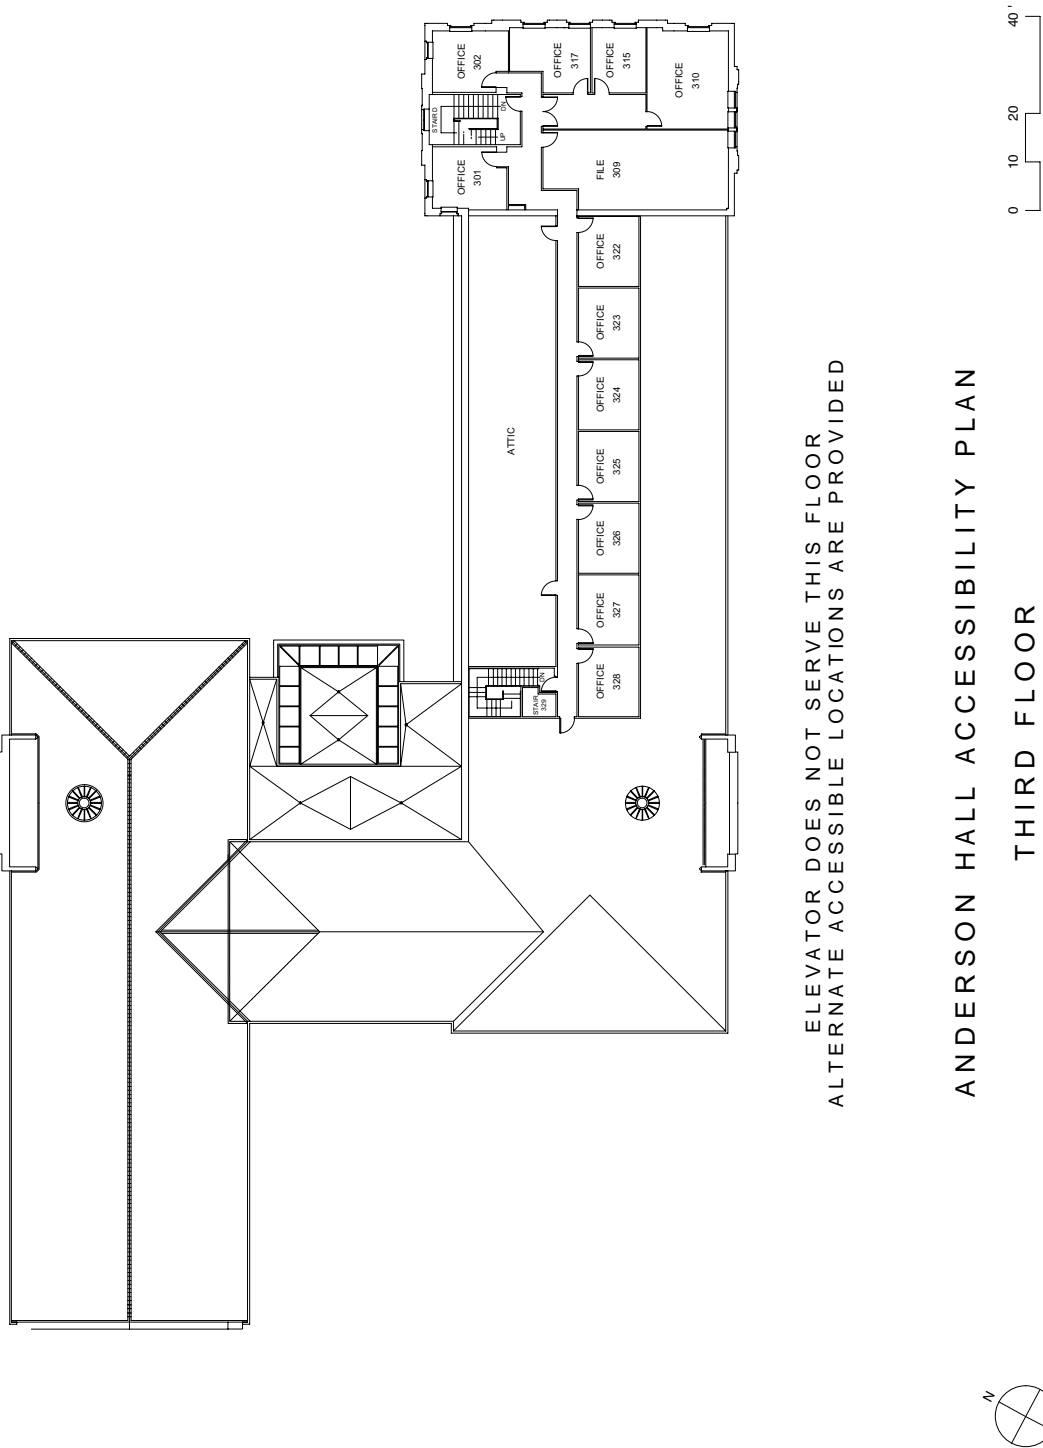 OFFICE
302
OFFICE
317
OFFICE
315
OFFICE
310
STAIR D
DN
UP
OFFICE
301
FILE
309
OFFICE
322
OFFICE
323
OFFICE
324
OFFICE
325
OFFICE
326
OFFICE
327
OFFICE
328
ATTIC
STAIR
329
DN
ELEVATOR DOES NOT SERVE THIS FLOOR
ALTERNATE ACCESSIBLE LOCATIONS ARE PROVIDED
ANDERSON HALL ACCESSIBILITY PLAN
THIRD FLOOR
0 10 20 40 '
N